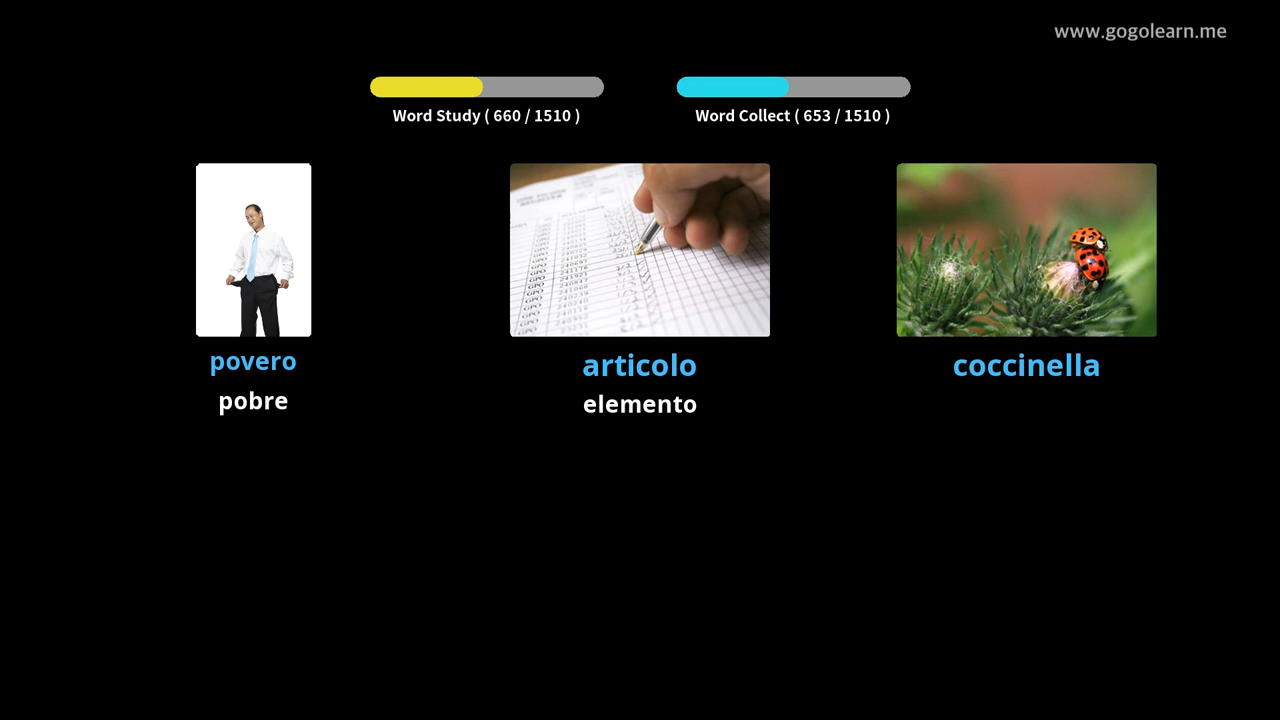 www.gogolearn.me
Word Study ( 660 / 1510 )
Word Collect ( 653 / 1510 )
povero
pobre
articolo
elemento
coccinella